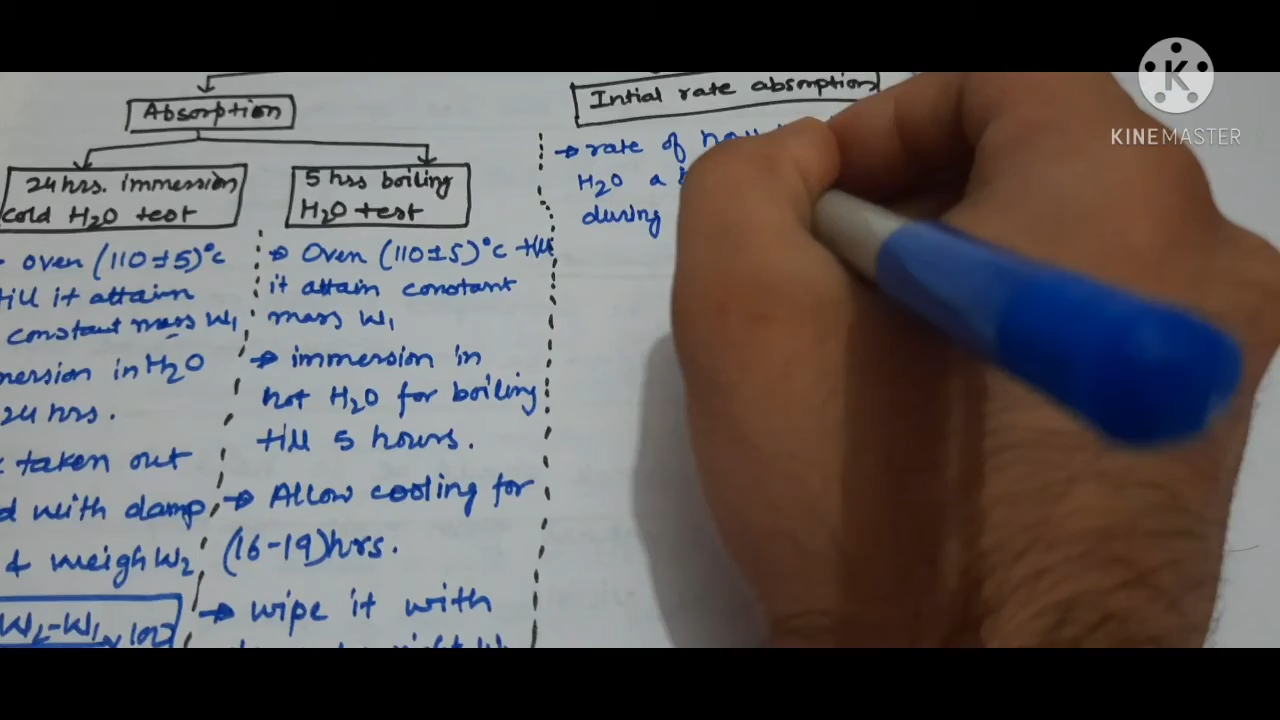 Absorption
24 hrs. immersion
cold H2O test
oven (110±5)°c
till it attain
constant mass W1
mersion in H2O
24 hrs.
taken out
d with damp
& weigh W2
W2-W1
5 hrs boiling
H2O test
→ Oven (110±5)°c till
it attain constant
mass W1
→ immersion in
hot H2O for boiling
till 5 hours.
→ Allow cooling for
(16-19)hrs.
→ wipe it with
Intial rate absorption
→ rate of how
H2O a
during
K
KINEMASTER